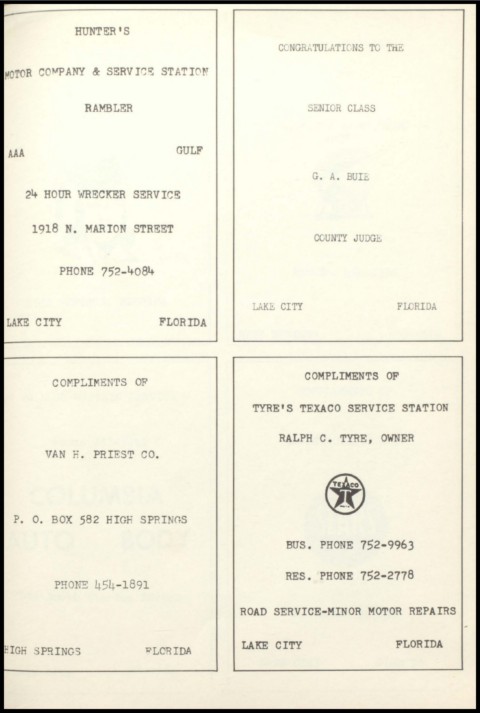 HUNTER'S
MOTOR COMPANY & SERVICE STATION
RAMBLER
AAA GULF
24 HOUR WRECKER SERVICE
1918 N. MARION STREET
PHONE 752-4084
LAKE CITY FLORIDA
CONGRATULATIONS TO THE
SENIOR CLASS
G. A. BUIE
COUNTY JUDGE
LAKE CITY FLORIDA
COMPLIMENTS OF
VAN H. PRIEST CO.
P. O. BOX 582 HIGH SPRINGS
PHONE 454-1891
HIGH SPRINGS FLORIDA
COMPLIMENTS OF
TYRE'S TEXACO SERVICE STATION
RALPH C. TYRE, OWNER
TEXACO
T
BUS. PHONE 752-9963
RES. PHONE 752-2778
ROAD SERVICE-MINOR MOTOR REPAIRS
LAKE CITY FLORIDA